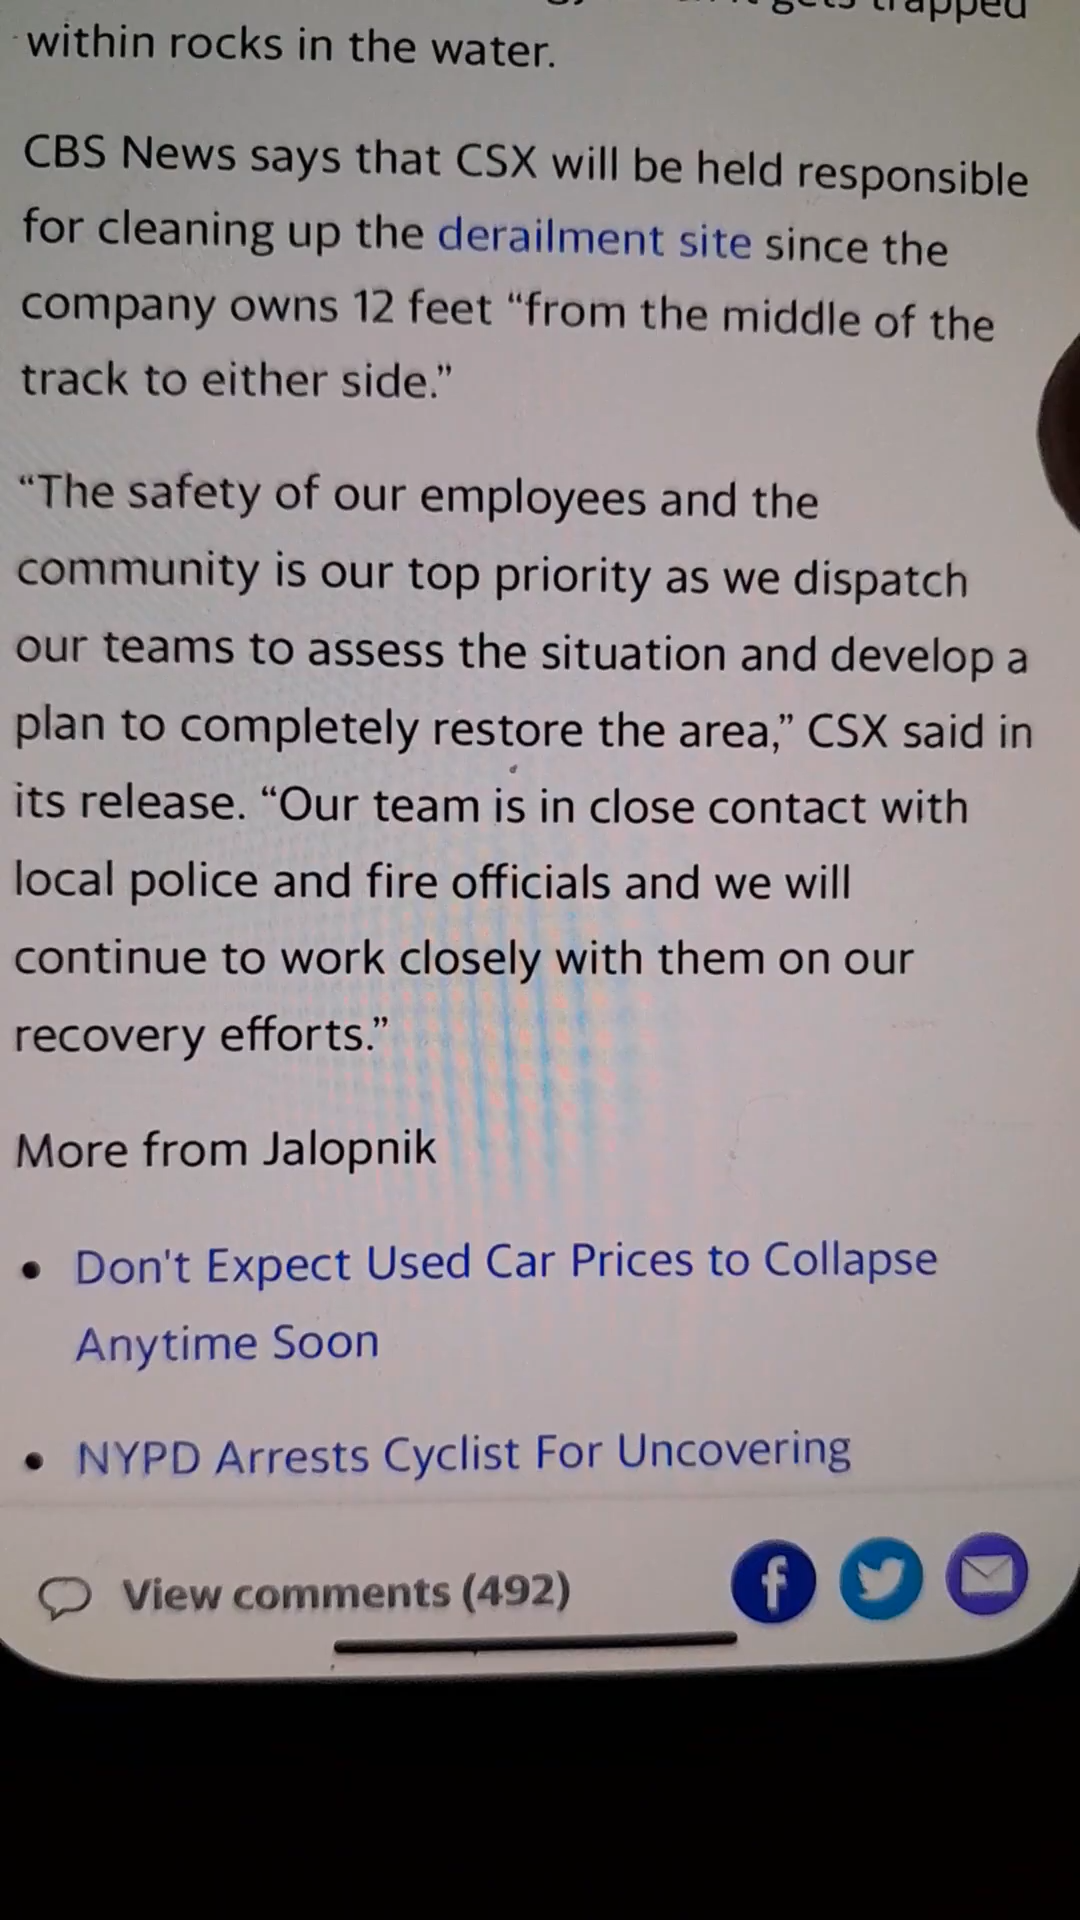 trapped
within rocks in the water.
CBS News says that CSX will be held responsible
for cleaning up the derailment site since the
company owns 12 feet “from the middle of the
track to either side.”
“The safety of our employees and the
community is our top priority as we dispatch
our teams to assess the situation and develop a
plan to completely restore the area,” CSX said in
its release. “Our team is in close contact with
local police and fire officials and we will
continue to work closely with them on our
recovery efforts.”
More from Jalopnik
• Don't Expect Used Car Prices to Collapse
Anytime Soon
• NYPD Arrests Cyclist For Uncovering
View comments (492)